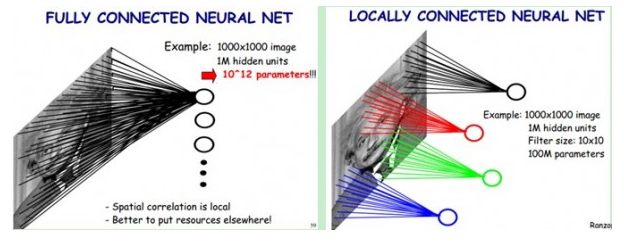 FULLY CONNECTED NEURAL NET
Example: 1000x1000 image
1M hidden units
10^12 parameters!!!
- Spatial correlation is local
- Better to put resources elsewhere!
LOCALLY CONNECTED NEURAL NET
Example: 1000x1000 image
1M hidden units
Filter size: 10x10
100M parameters